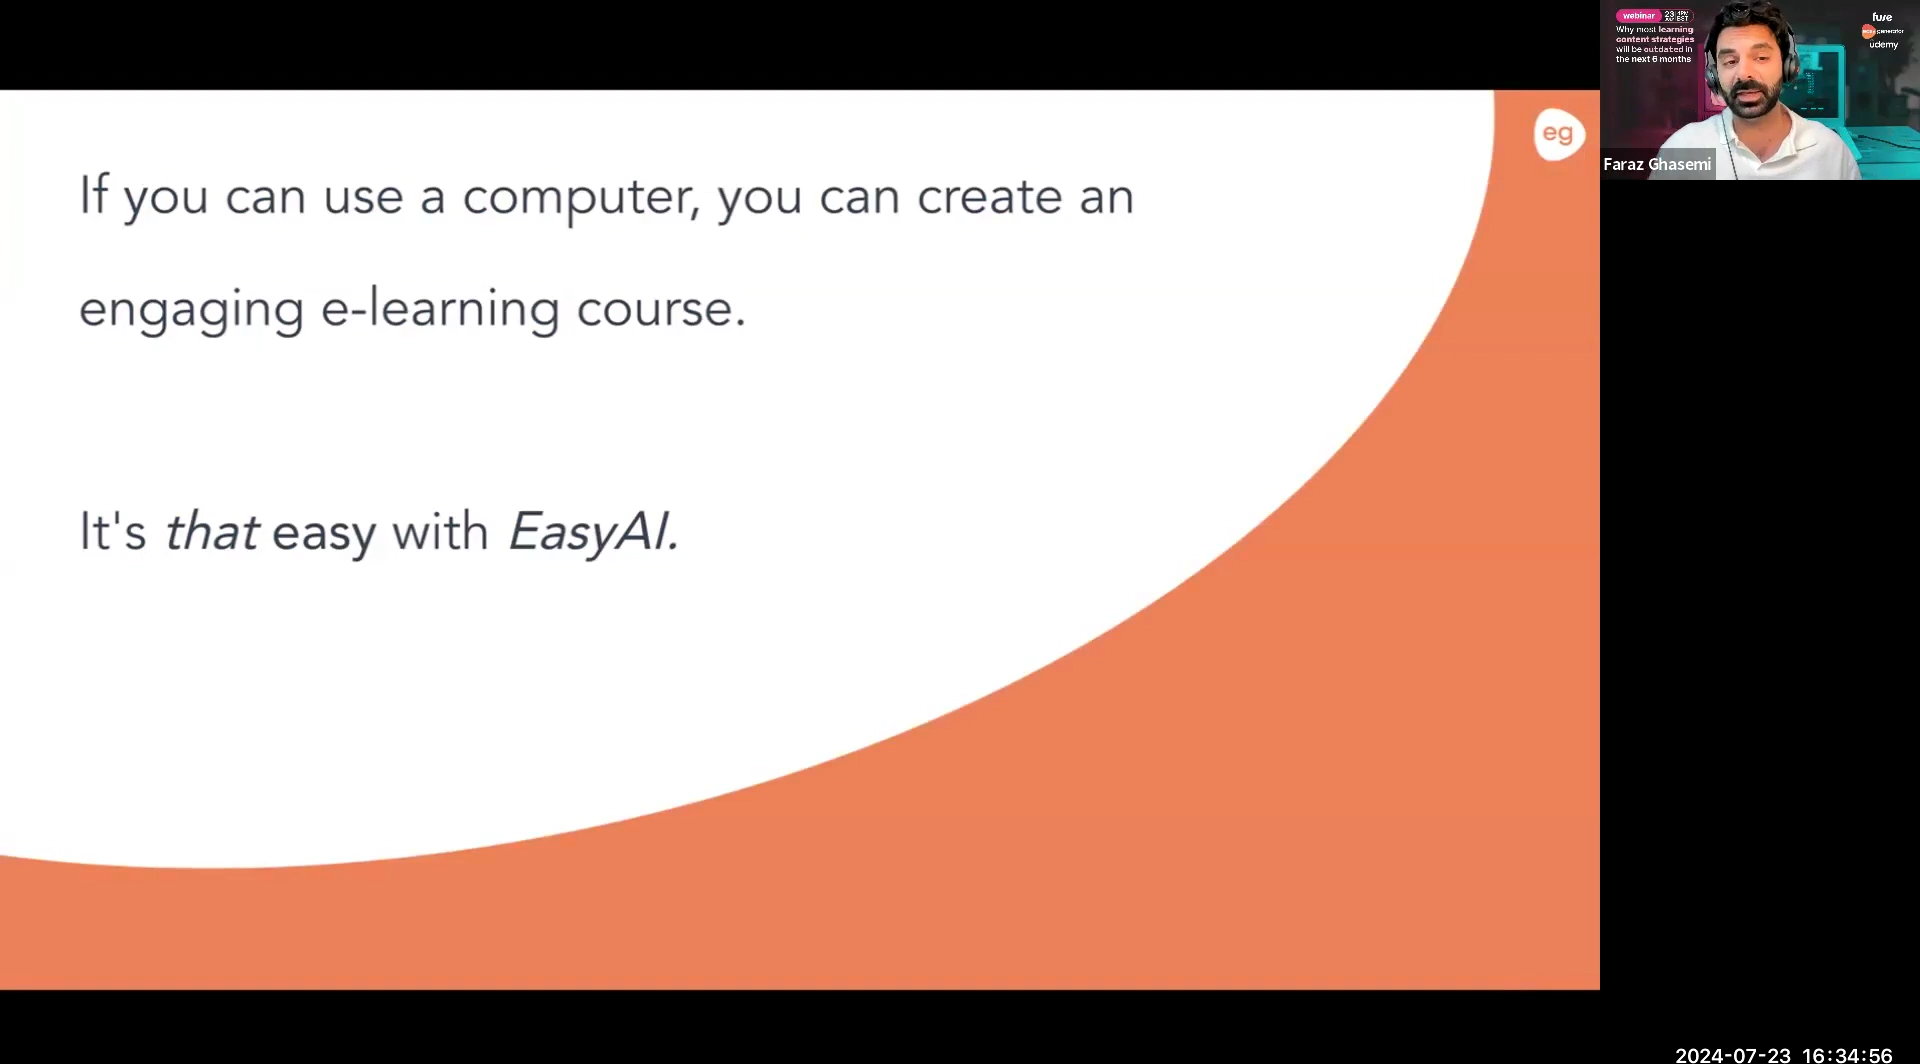 If you can use a computer, you can create an
engaging e-learning course.
It's that easy with EasyAI.
eg
webinar
Why most learning
content strategies
will be outdated in
the next 6 months
fuse
easygenerator
udemy
Faraz Ghasemi
2024-07-23 16:34:56